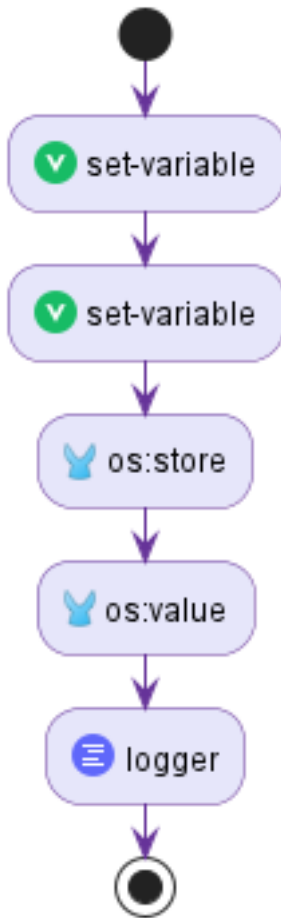 set-variable
set-variable
os:store
os:value
logger